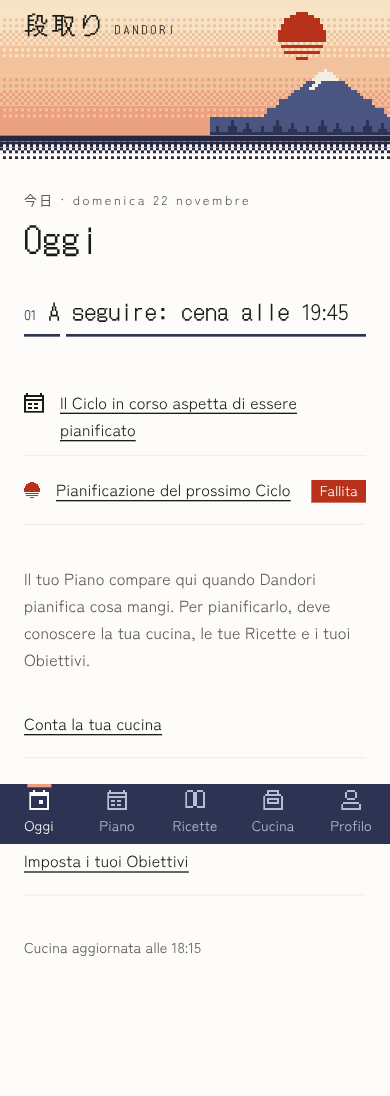 段取り DANDORI
今日 · domenica 22 novembre
Oggi
01 A seguire: cena alle 19:45
Il Ciclo in corso aspetta di essere
pianificato
Pianificazione del prossimo Ciclo Fallita
Il tuo Piano compare qui quando Dandori
pianifica cosa mangi. Per pianificarlo, deve
conoscere la tua cucina, le tue Ricette e i tuoi
Obiettivi.
Conta la tua cucina
Oggi Piano Ricette Cucina Profilo
Imposta i tuoi Obiettivi
Cucina aggiornata alle 18:15